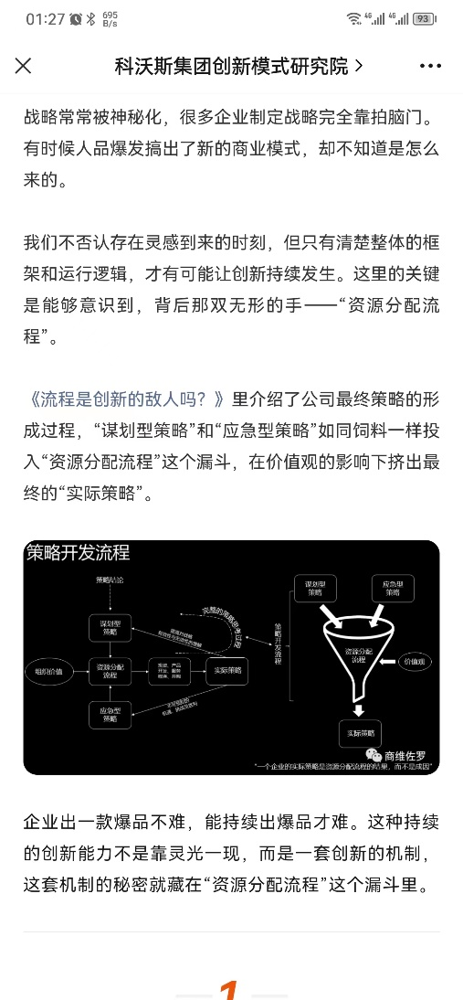 01:27
695
B/s
4G
4G
93
科沃斯集团创新模式研究院
战略常常被神秘化，很多企业制定战略完全靠拍脑门。
有时候人品爆发搞出了新的商业模式，却不知道是怎么
来的。
我们不否认存在灵感到来的时刻，但只有清楚整体的框
架和运行逻辑，才有可能让创新持续发生。这里的关键
是能够意识到，背后那双无形的手——“资源分配流
程”。
《流程是创新的敌人吗？》里介绍了公司最终策略的形
成过程，“谋划型策略”和“应急型策略”如同饲料一样投
入“资源分配流程”这个漏斗，在价值观的影响下挤出最
终的“实际策略”。
策略开发流程
策略结论
谋划型
策略
组织价值
资源分配
流程
实际策略
应急型
策略
完整的策略思考过程
策略开发流程
谋划型
策略
应急型
策略
资源分配
流程
价值观
实际策略
商维佐罗
“一个企业的实际策略是资源分配流程的结果，而不是成因”
企业出一款爆品不难，能持续出爆品才难。这种持续
的创新能力不是靠灵光一现，而是一套创新的机制，
这套机制的秘密就藏在“资源分配流程”这个漏斗里。
1